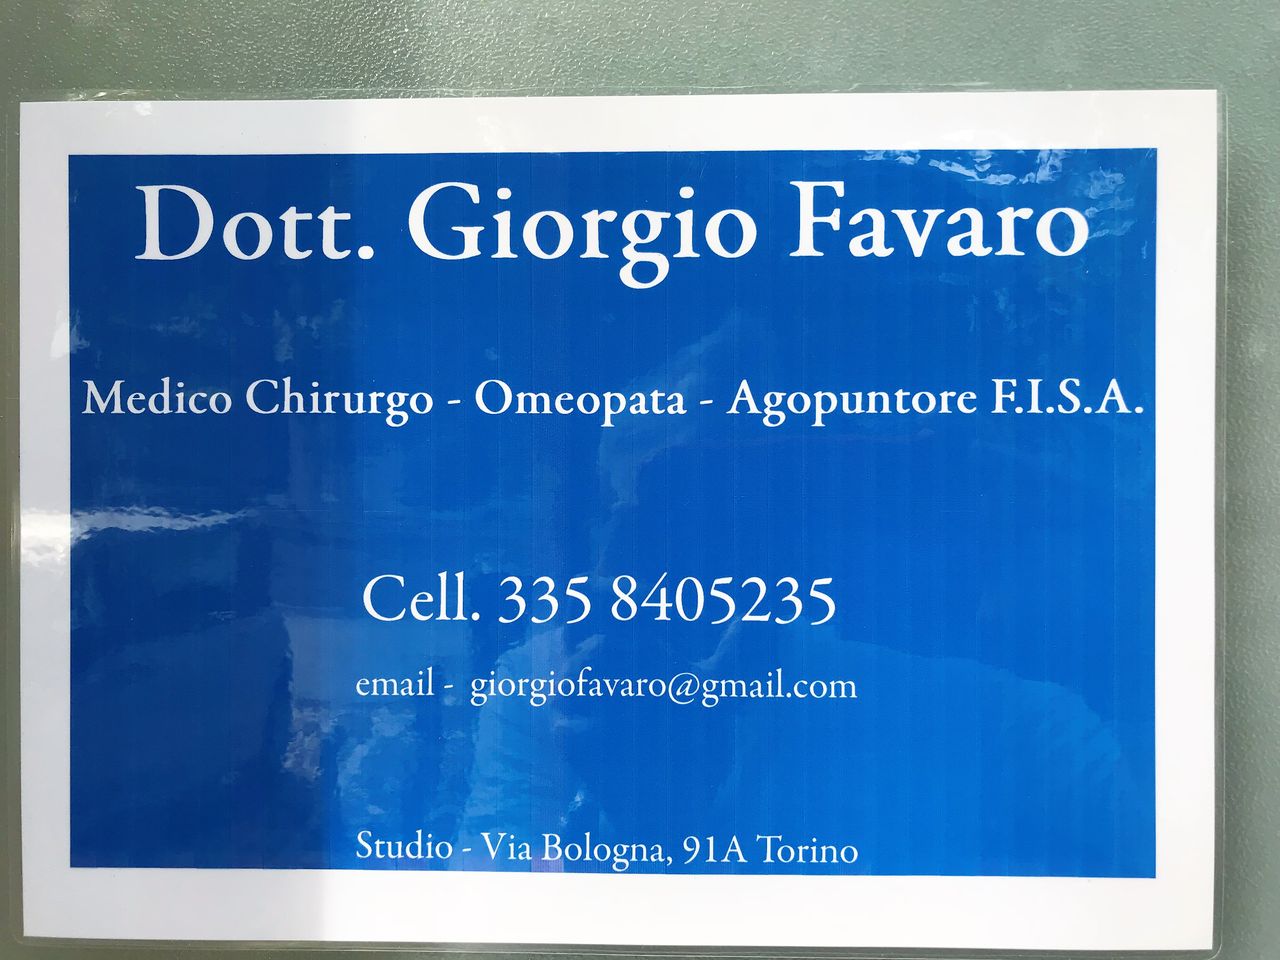 Dott. Giorgio Favaro
Medico Chirurgo - Omeopata - Agopuntore F.I.S.A.
Cell. 335 8405235
email - giorgiofavaro@gmail.com
Studio - Via Bologna, 91A Torino